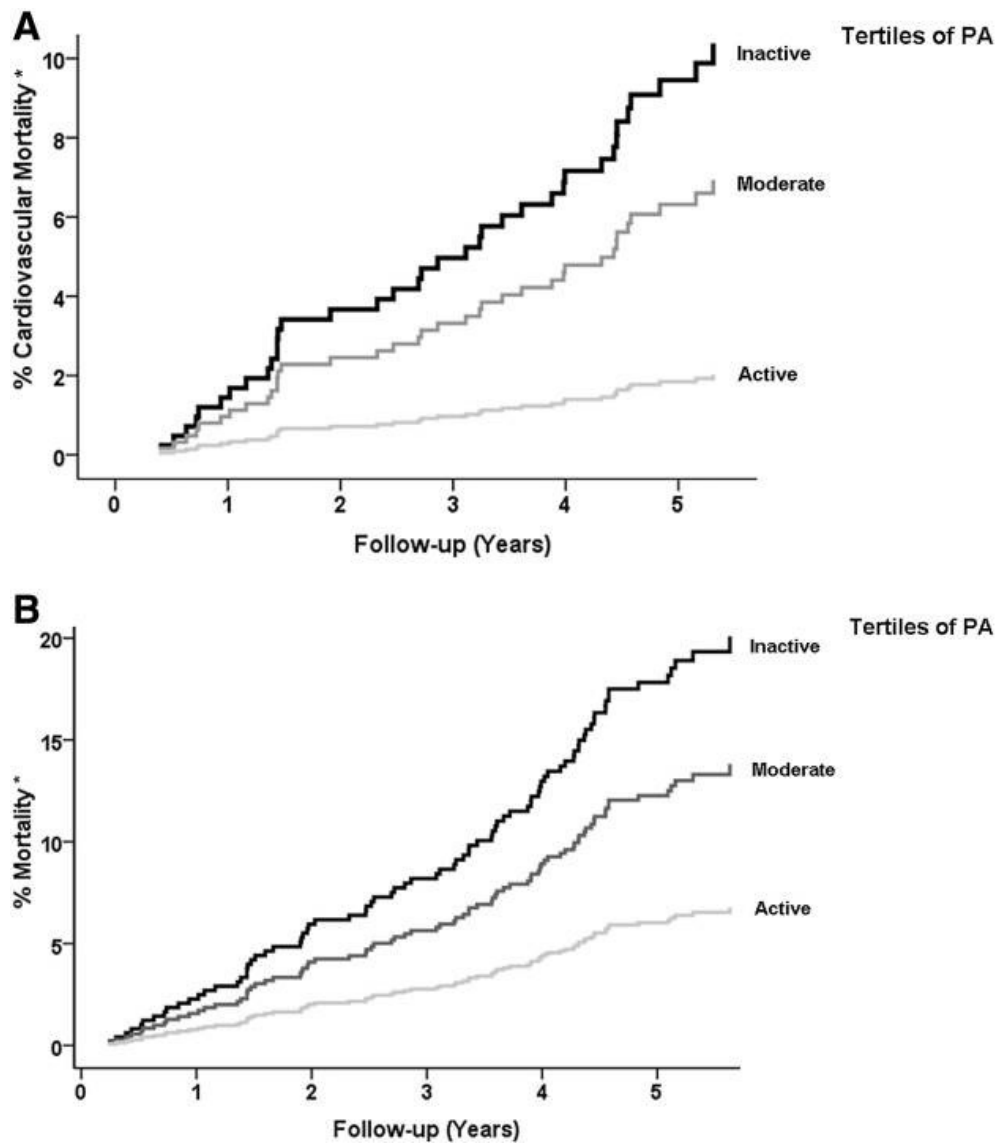 A
Tertiles of PA
% Cardiovascular Mortality *
10
8
6
4
2
0
Inactive
Moderate
Active
0 1 2 3 4 5
Follow-up (Years)
B
Tertiles of PA
% Mortality *
20
15
10
5
0
Inactive
Moderate
Active
0 1 2 3 4 5
Follow-up (Years)